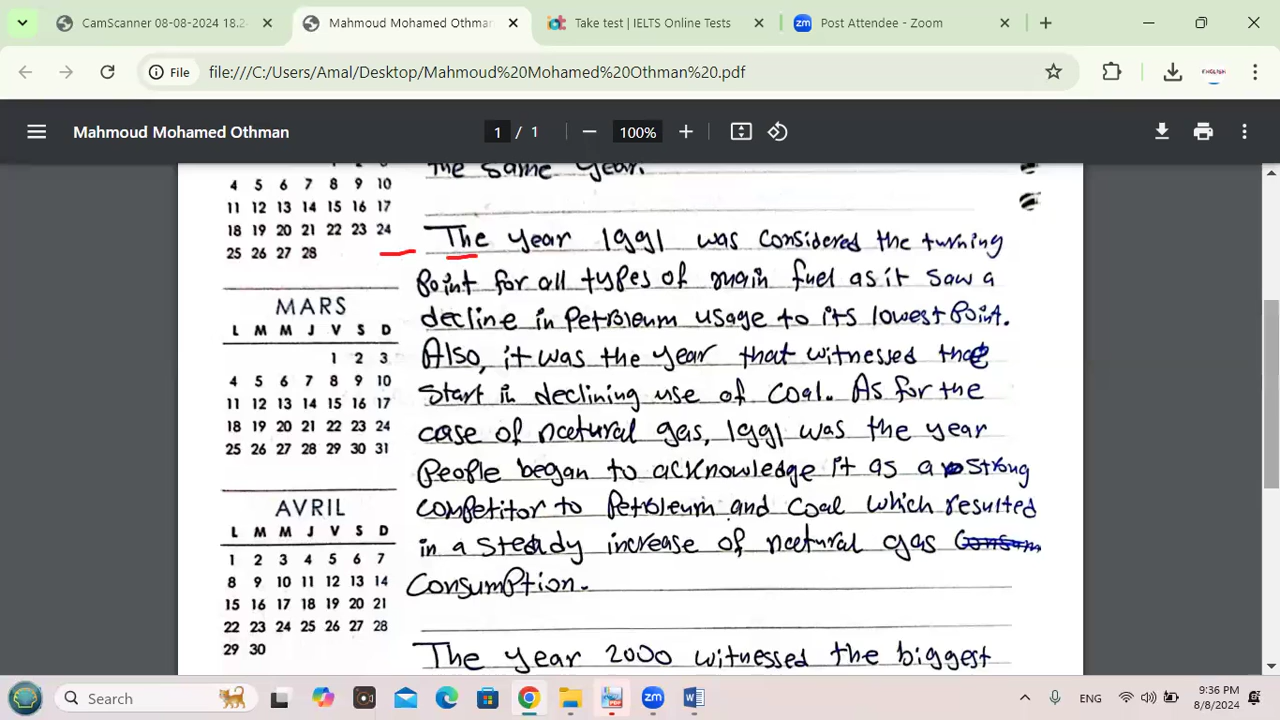 CamScanner 08-08-2024 18.2
Mahmoud Mohamed Othman
Take test | IELTS Online Tests
Post Attendee - Zoom
File
file:///C:/Users/Amal/Desktop/Mahmoud%20Mohamed%20Othman%20.pdf
ENGLISH
Mahmoud Mohamed Othman
1 / 1
100%
the same year.
4 5 6 7 8 9 10
11 12 13 14 15 16 17
18 19 20 21 22 23 24
25 26 27 28
MARS
L M M J V S D
1 2 3
4 5 6 7 8 9 10
11 12 13 14 15 16 17
18 19 20 21 22 23 24
25 26 27 28 29 30 31
AVRIL
L M M J V S D
1 2 3 4 5 6 7
8 9 10 11 12 13 14
15 16 17 18 19 20 21
22 23 24 25 26 27 28
29 30
The year 1991 was considered the turning
Point for all types of main fuel as it saw a
decline in Petroleum usage to its lowest Point.
Also, it was the year that witnessed the
start in declining use of coal. As for the
case of natural gas, 1991 was the year
People began to acknowledge it as a strong
competitor to Petroleum and coal which resulted
in a steady increase of natural gas
Consumption.
The year 2000 witnessed the biggest
Search
ENG
9:36 PM
8/8/2024